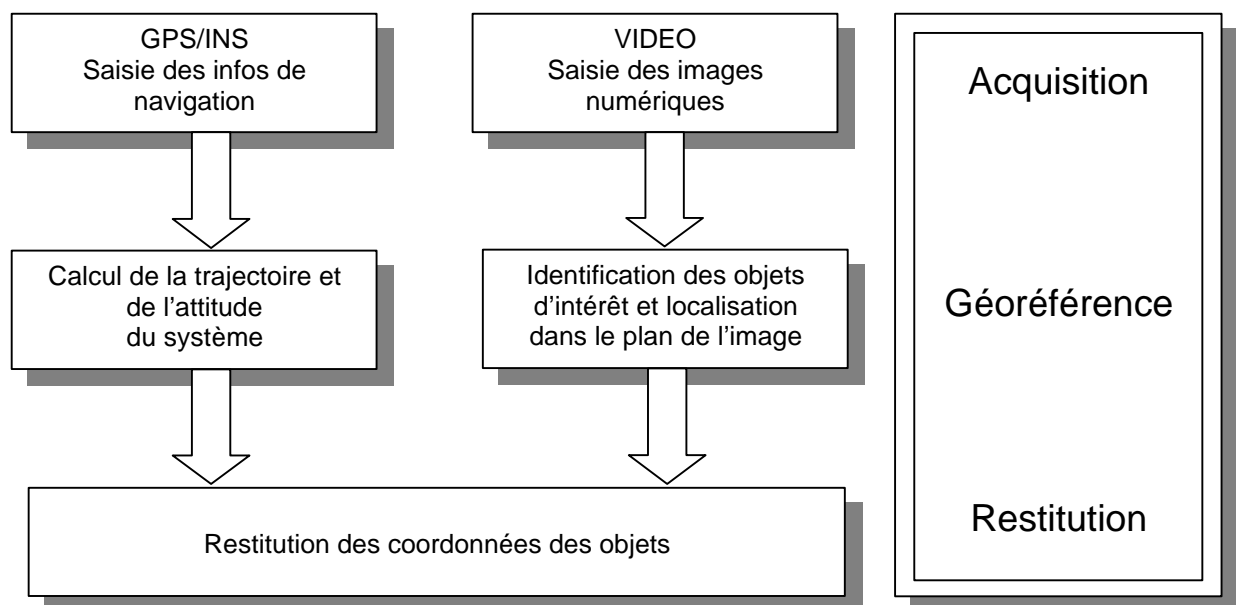 GPS/INS
Saisie des infos de
navigation
VIDEO
Saisie des images
numériques
Acquisition
Calcul de la trajectoire et
de l'attitude
du système
Identification des objets
d'intérêt et localisation
dans le plan de l'image
Géoréférence
Restitution des coordonnées des objets
Restitution